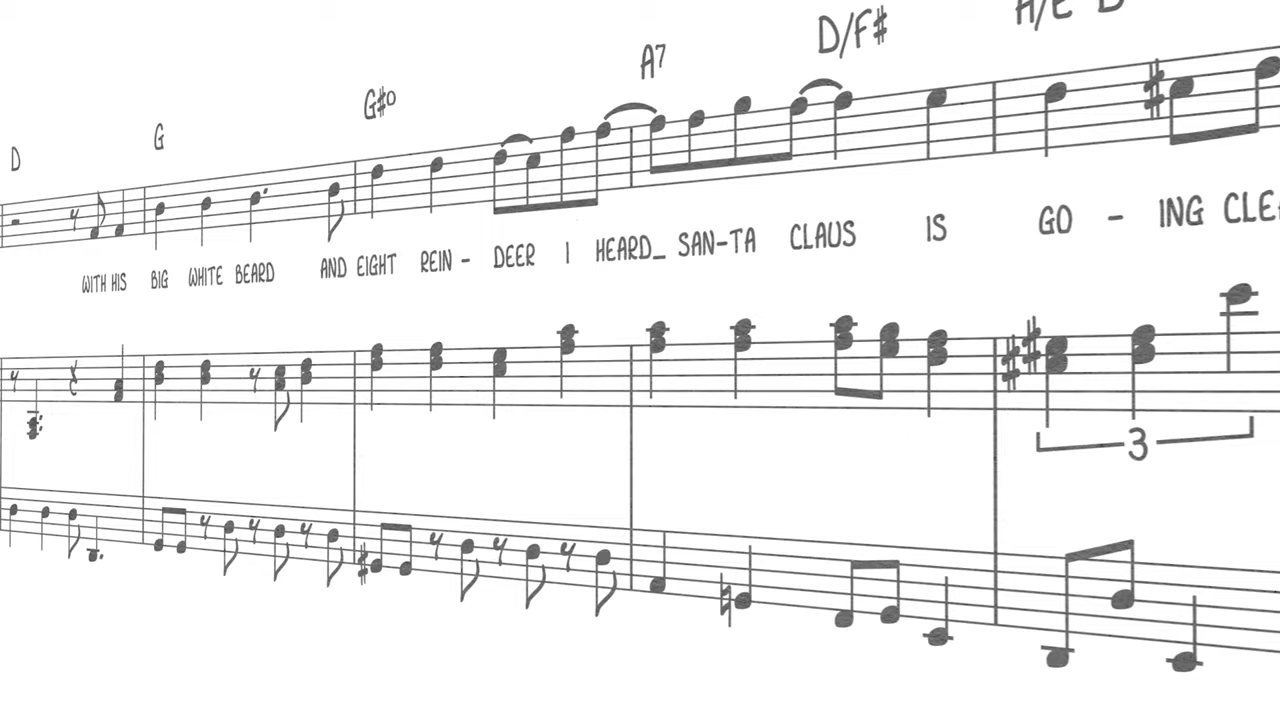 D G G#o A7 D/F# A/E D
WITH HIS BIG WHITE BEARD AND EIGHT REIN - DEER I HEARD_ SAN-TA CLAUS IS GO - ING
3